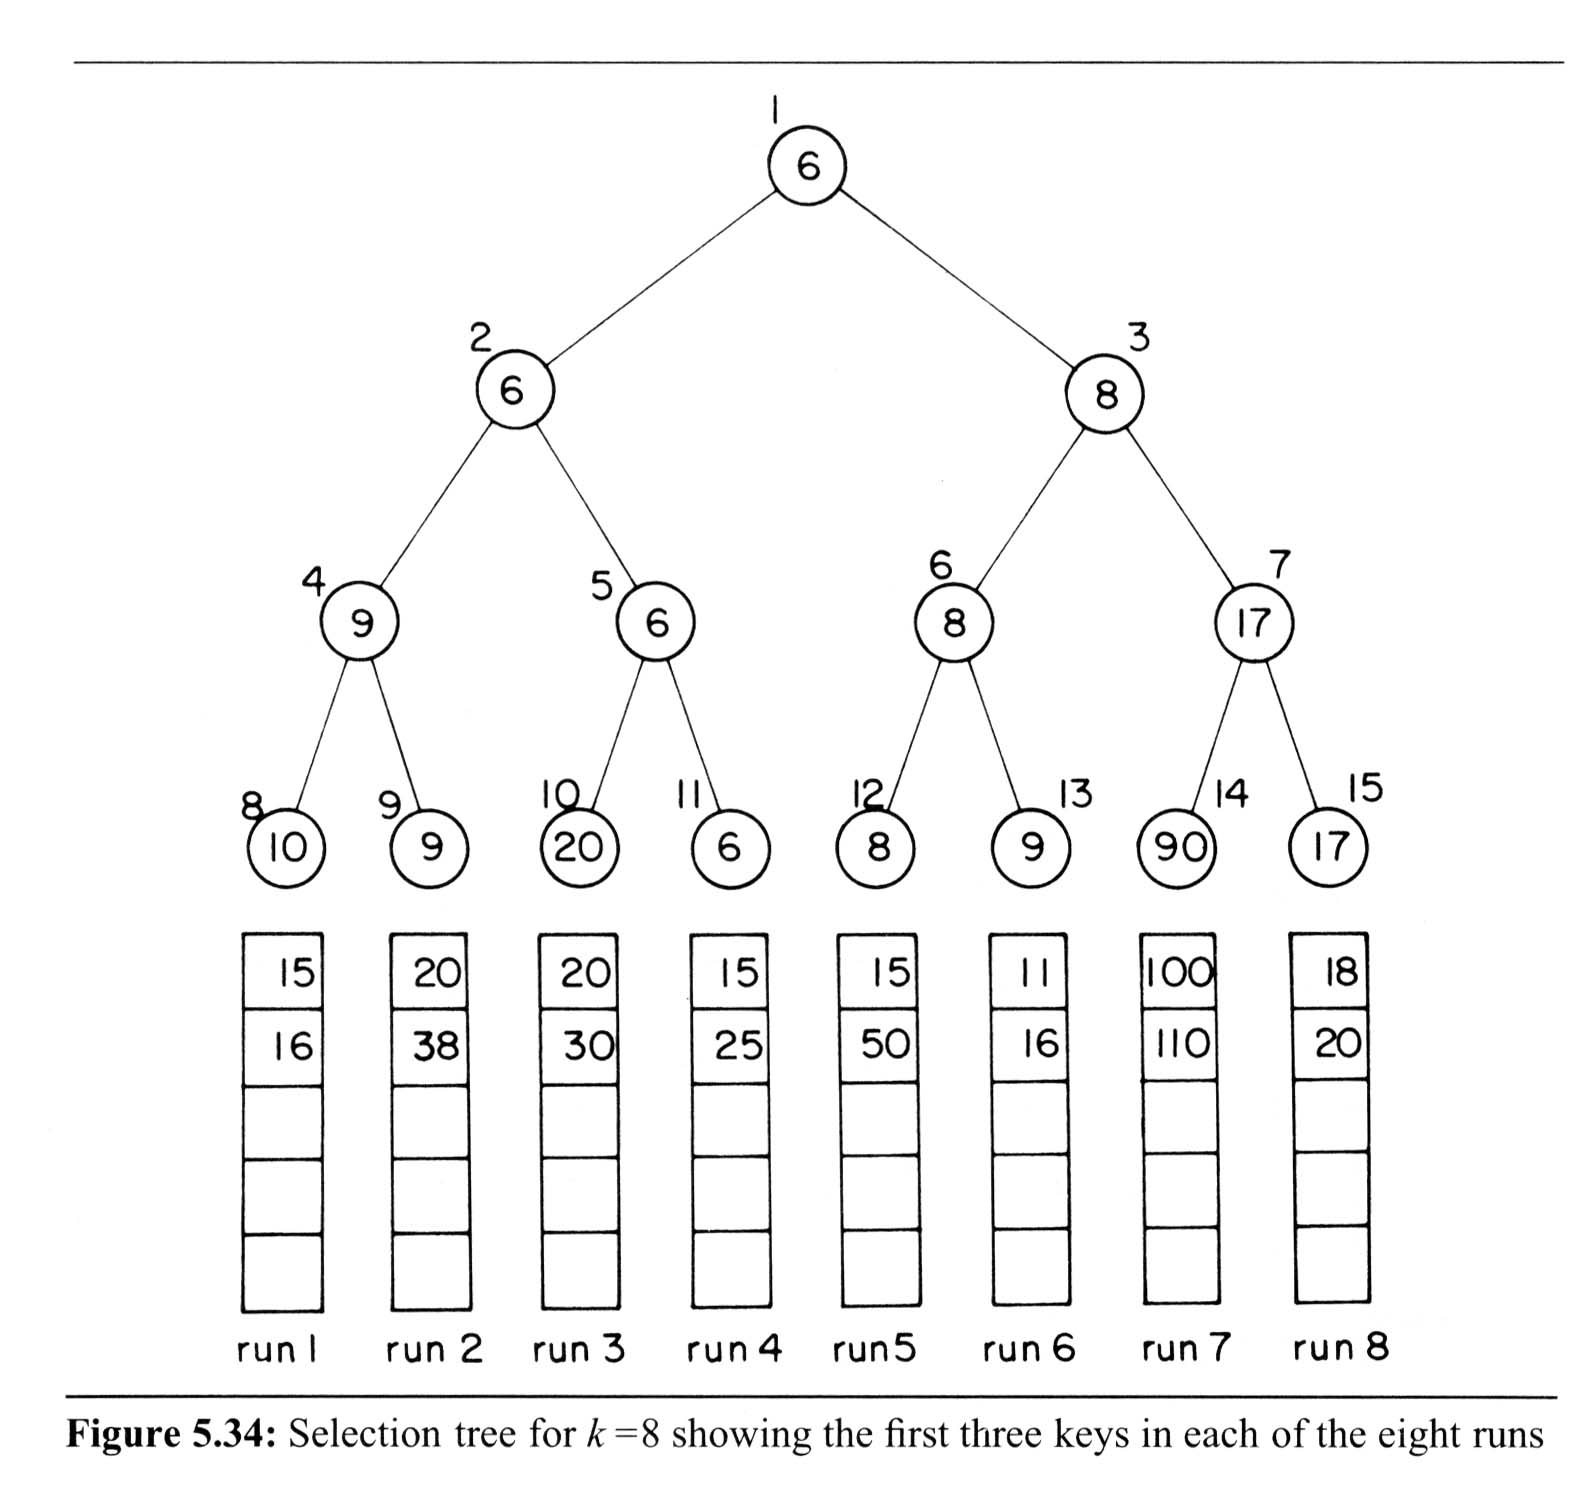 1
6
2 3
6 8
4 5 6 7
9 6 8 17
8 9 10 11 12 13 14 15
10 9 20 6 8 9 90 17
15 20 20 15 15 11 100 18
16 38 30 25 50 16 110 20
run 1 run 2 run 3 run 4 run5 run 6 run 7 run 8
Figure 5.34: Selection tree for k=8 showing the first three keys in each of the eight runs